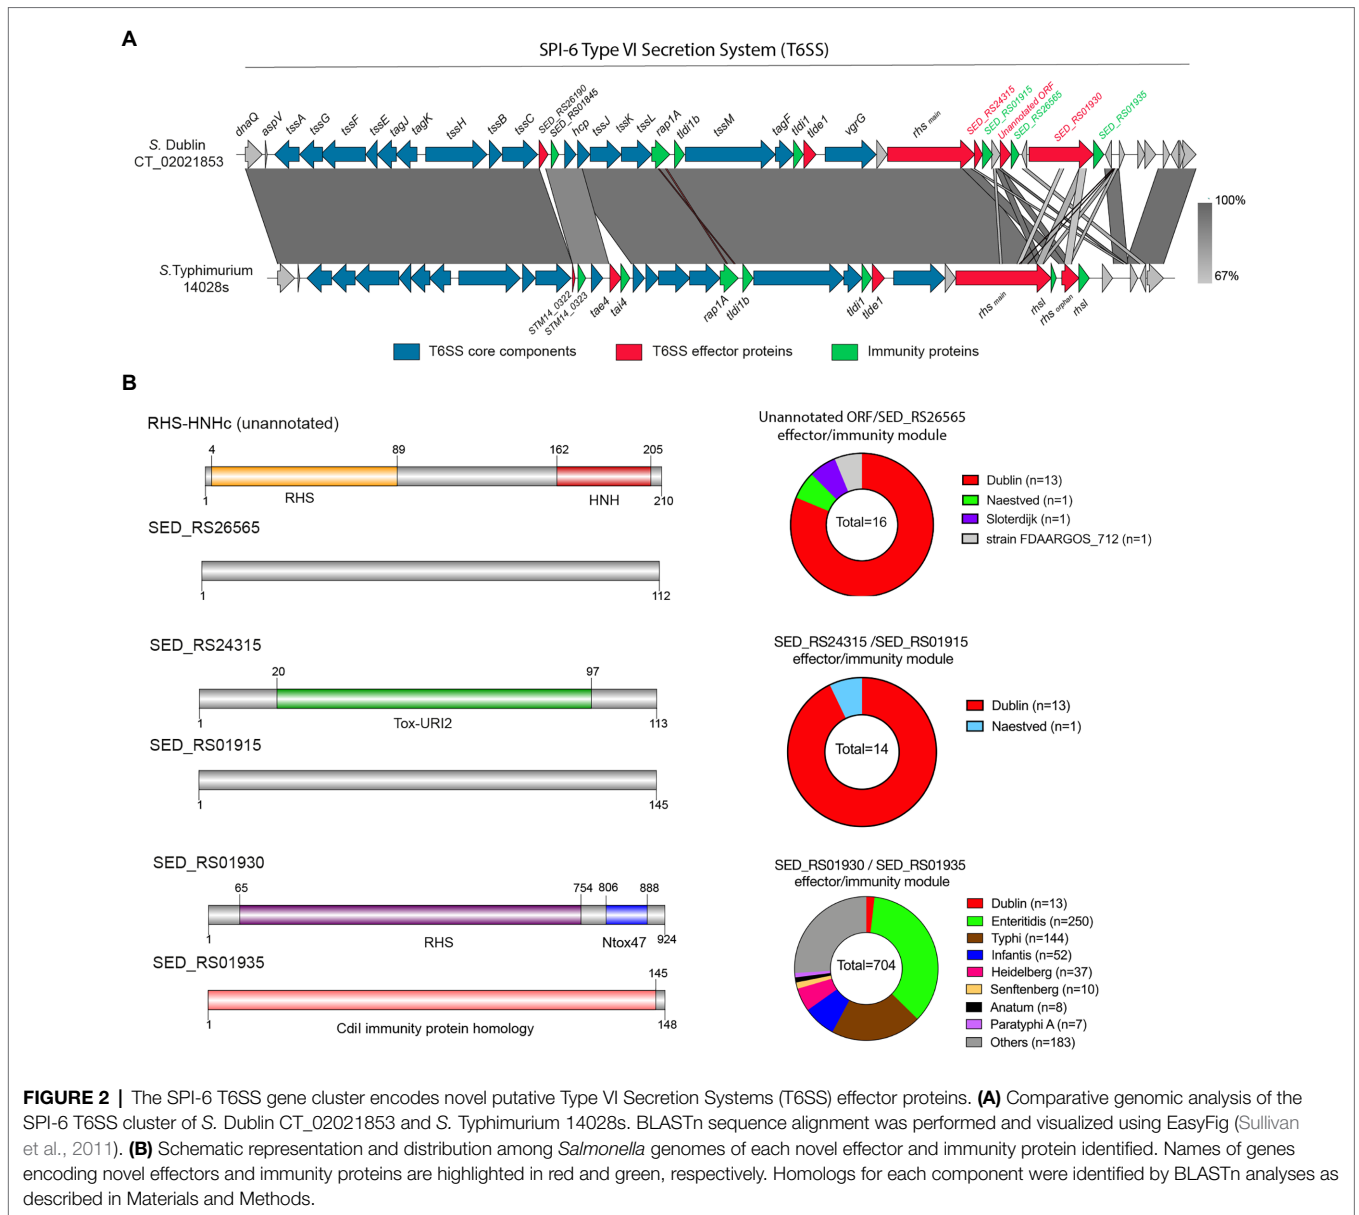 A
SPI-6 Type VI Secretion System (T6SS)
dnaQ
aspV
tssA
tssG
tssF
tssE
tagJ
tagK
tssH
tssB
tssC
SED_RS26190
SED_RS01845
hcp
tssJ
tssK
tssL
rap1A
tldi1b
tssM
tagF
tldi1
tlde1
vgrG
rhs main
SED_RS24315
SED_RS01915
Unannotated ORF
SED_RS26565
SED_RS01930
SED_RS01935
S. Dublin
CT_02021853
100%
67%
S.Typhimurium
14028s
STM14_0322
STM14_0323
tae4
tai4
rap1A
tldi1b
tldi1
tlde1
rhs main
rhsI
rhs orphan
rhsI
T6SS core components
T6SS effector proteins
Immunity proteins
B
RHS-HNHc (unannotated)
4
89
162
205
1
RHS
HNH
210
SED_RS26565
1
112
Unannotated ORF/SED_RS26565
effector/immunity module
Total=16
Dublin (n=13)
Naestved (n=1)
Sloterdijk (n=1)
strain FDAARGOS_712 (n=1)
SED_RS24315
20
97
1
Tox-URI2
113
SED_RS01915
1
145
SED_RS24315 /SED_RS01915
effector/immunity module
Total=14
Dublin (n=13)
Naestved (n=1)
SED_RS01930
65
754
806
888
1
RHS
Ntox47
924
SED_RS01935
145
1
CdiI immunity protein homology
148
SED_RS01930 / SED_RS01935
effector/immunity module
Total=704
Dublin (n=13)
Enteritidis (n=250)
Typhi (n=144)
Infantis (n=52)
Heidelberg (n=37)
Senftenberg (n=10)
Anatum (n=8)
Paratyphi A (n=7)
Others (n=183)
FIGURE 2 | The SPI-6 T6SS gene cluster encodes novel putative Type VI Secretion Systems (T6SS) effector proteins. (A) Comparative genomic analysis of the
SPI-6 T6SS cluster of S. Dublin CT_02021853 and S. Typhimurium 14028s. BLASTn sequence alignment was performed and visualized using EasyFig (Sullivan
et al., 2011). (B) Schematic representation and distribution among Salmonella genomes of each novel effector and immunity protein identified. Names of genes
encoding novel effectors and immunity proteins are highlighted in red and green, respectively. Homologs for each component were identified by BLASTn analyses as
described in Materials and Methods.